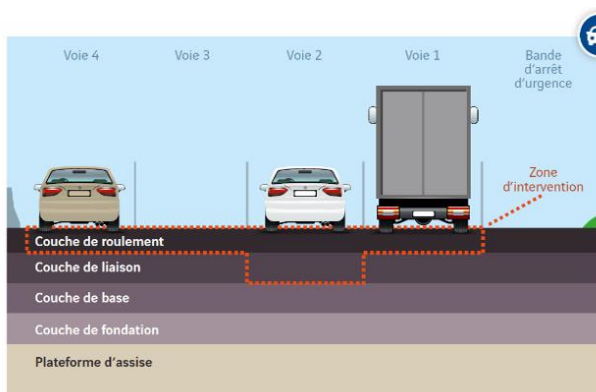 Voie 4
Voie 3
Voie 2
Voie 1
Bande
d'arrêt
d'urgence
Zone
d'intervention
Couche de roulement
Couche de liaison
Couche de base
Couche de fondation
Plateforme d'assise